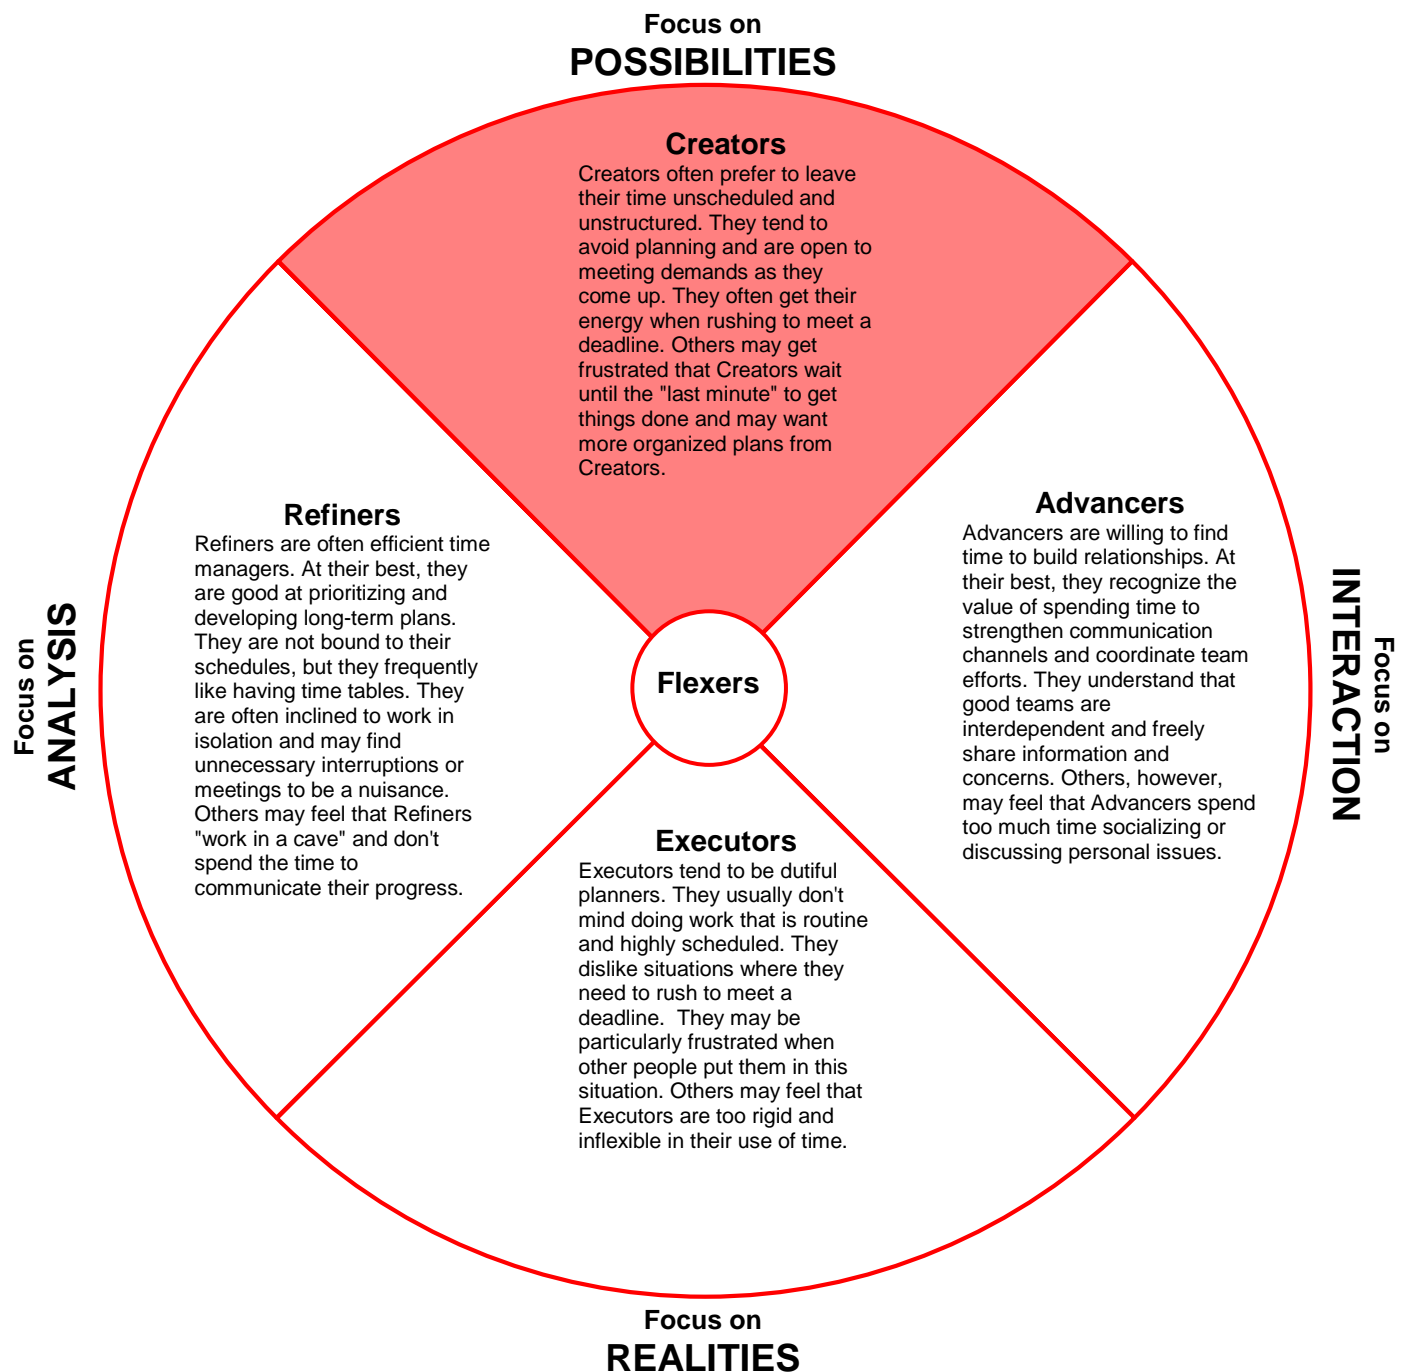 Focus on
POSSIBILITIES
Creators
Creators often prefer to leave
their time unscheduled and
unstructured. They tend to
avoid planning and are open to
meeting demands as they
come up. They often get their
energy when rushing to meet a
deadline. Others may get
frustrated that Creators wait
until the "last minute" to get
things done and may want
more organized plans from
Creators.
Focus on
ANALYSIS
Refiners
Refiners are often efficient time
managers. At their best, they
are good at prioritizing and
developing long-term plans.
They are not bound to their
schedules, but they frequently
like having time tables. They
are often inclined to work in
isolation and may find
unnecessary interruptions or
meetings to be a nuisance.
Others may feel that Refiners
"work in a cave" and don't
spend the time to
communicate their progress.
Flexers
Advancers
Advancers are willing to find
time to build relationships. At
their best, they recognize the
value of spending time to
strengthen communication
channels and coordinate team
efforts. They understand that
good teams are
interdependent and freely
share information and
concerns. Others, however,
may feel that Advancers spend
too much time socializing or
discussing personal issues.
Focus on
INTERACTION
Executors
Executors tend to be dutiful
planners. They usually don't
mind doing work that is routine
and highly scheduled. They
dislike situations where they
need to rush to meet a
deadline.  They may be
particularly frustrated when
other people put them in this
situation. Others may feel that
Executors are too rigid and
inflexible in their use of time.
Focus on
REALITIES